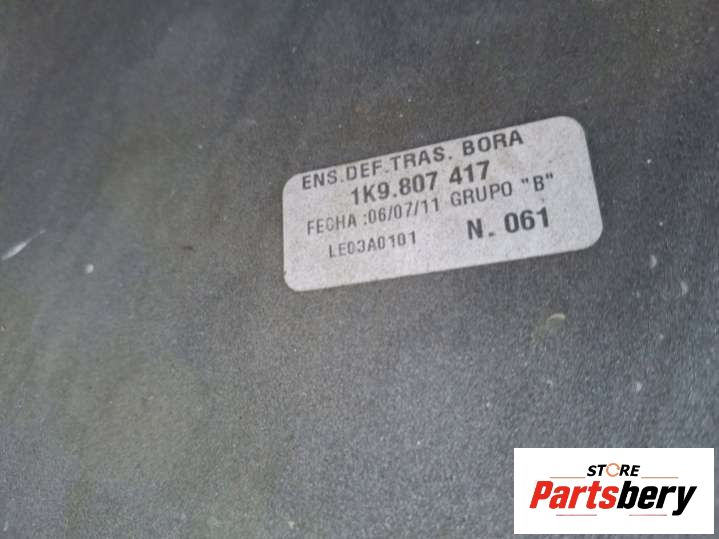 ENS.DEF.TRAS. BORA
1K9.807 417
FECHA :06/07/11 GRUPO "B"
LE03A0101 N. 061
STORE
Partsbery